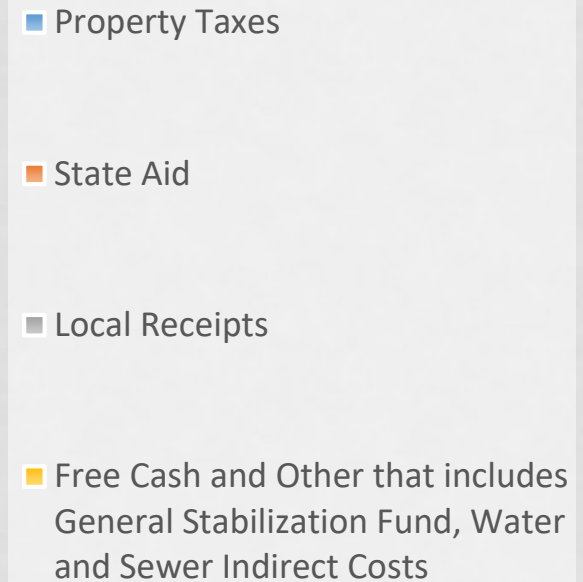 Property Taxes
State Aid
Local Receipts
Free Cash and Other that includes
General Stabilization Fund, Water
and Sewer Indirect Costs